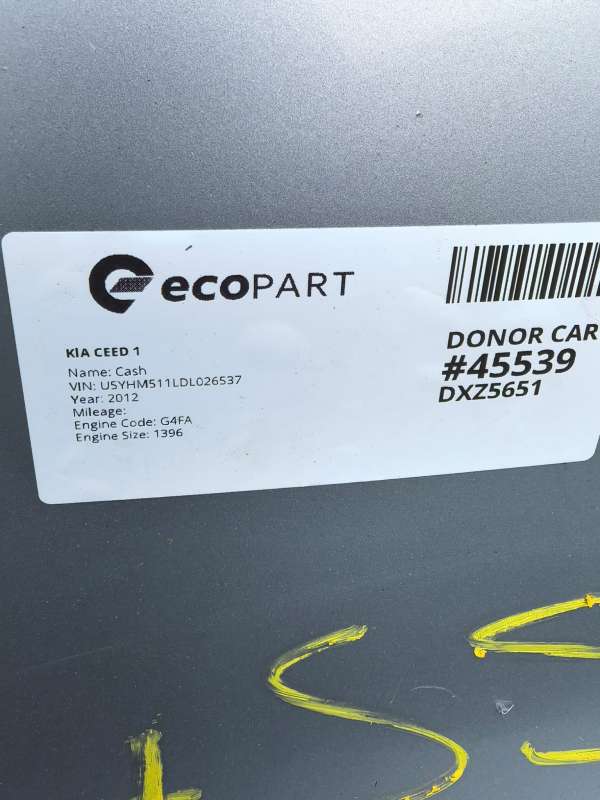 ecoPART
KIA CEED 1
Name: Cash
VIN: U5YHM511LDL026537
Year: 2012
Mileage:
Engine Code: G4FA
Engine Size: 1396
DONOR CAR
#45539
DXZ5651